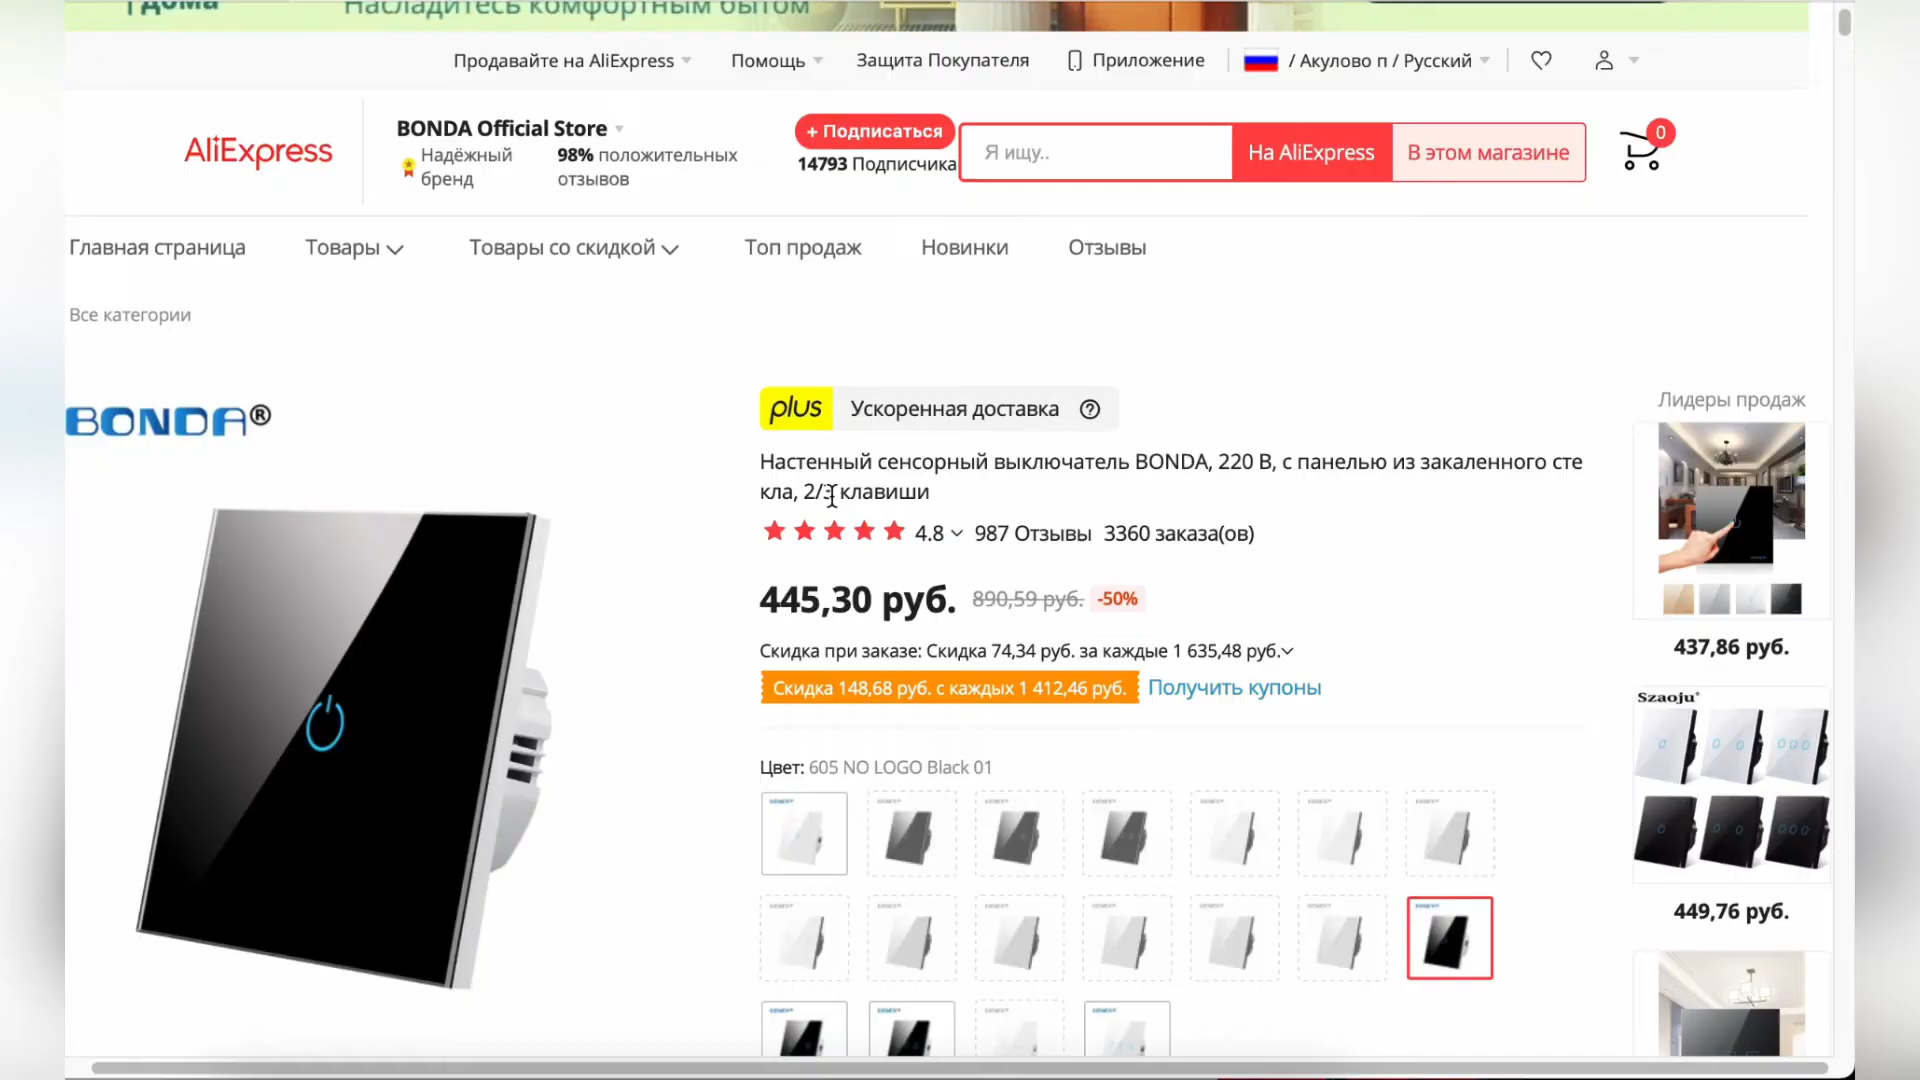 дома
Насладитесь комфортным бытом
Продавайте на AliExpress
Помощь
Защита Покупателя
Приложение
/ Акулово п / Русский
AliExpress
BONDA Official Store
Надёжный
бренд
98% положительных
отзывов
+ Подписаться
14793 Подписчика
Я ищу..
На AliExpress
В этом магазине
0
Главная страница
Товары
Товары со скидкой
Топ продаж
Новинки
Отзывы
Все категории
BONDA®
plus
Ускоренная доставка
Настенный сенсорный выключатель BONDA, 220 В, с панелью из закаленного сте
кла, 2/3 клавиши
4.8
987 Отзывы
3360 заказа(ов)
445,30 руб.
890,59 руб.
-50%
Скидка при заказе: Скидка 74,34 руб. за каждые 1 635,48 руб.
Скидка 148,68 руб. с каждых 1 412,46 руб.
Получить купоны
Цвет: 605 NO LOGO Black 01
Лидеры продаж
437,86 руб.
Szaoju®
449,76 руб.